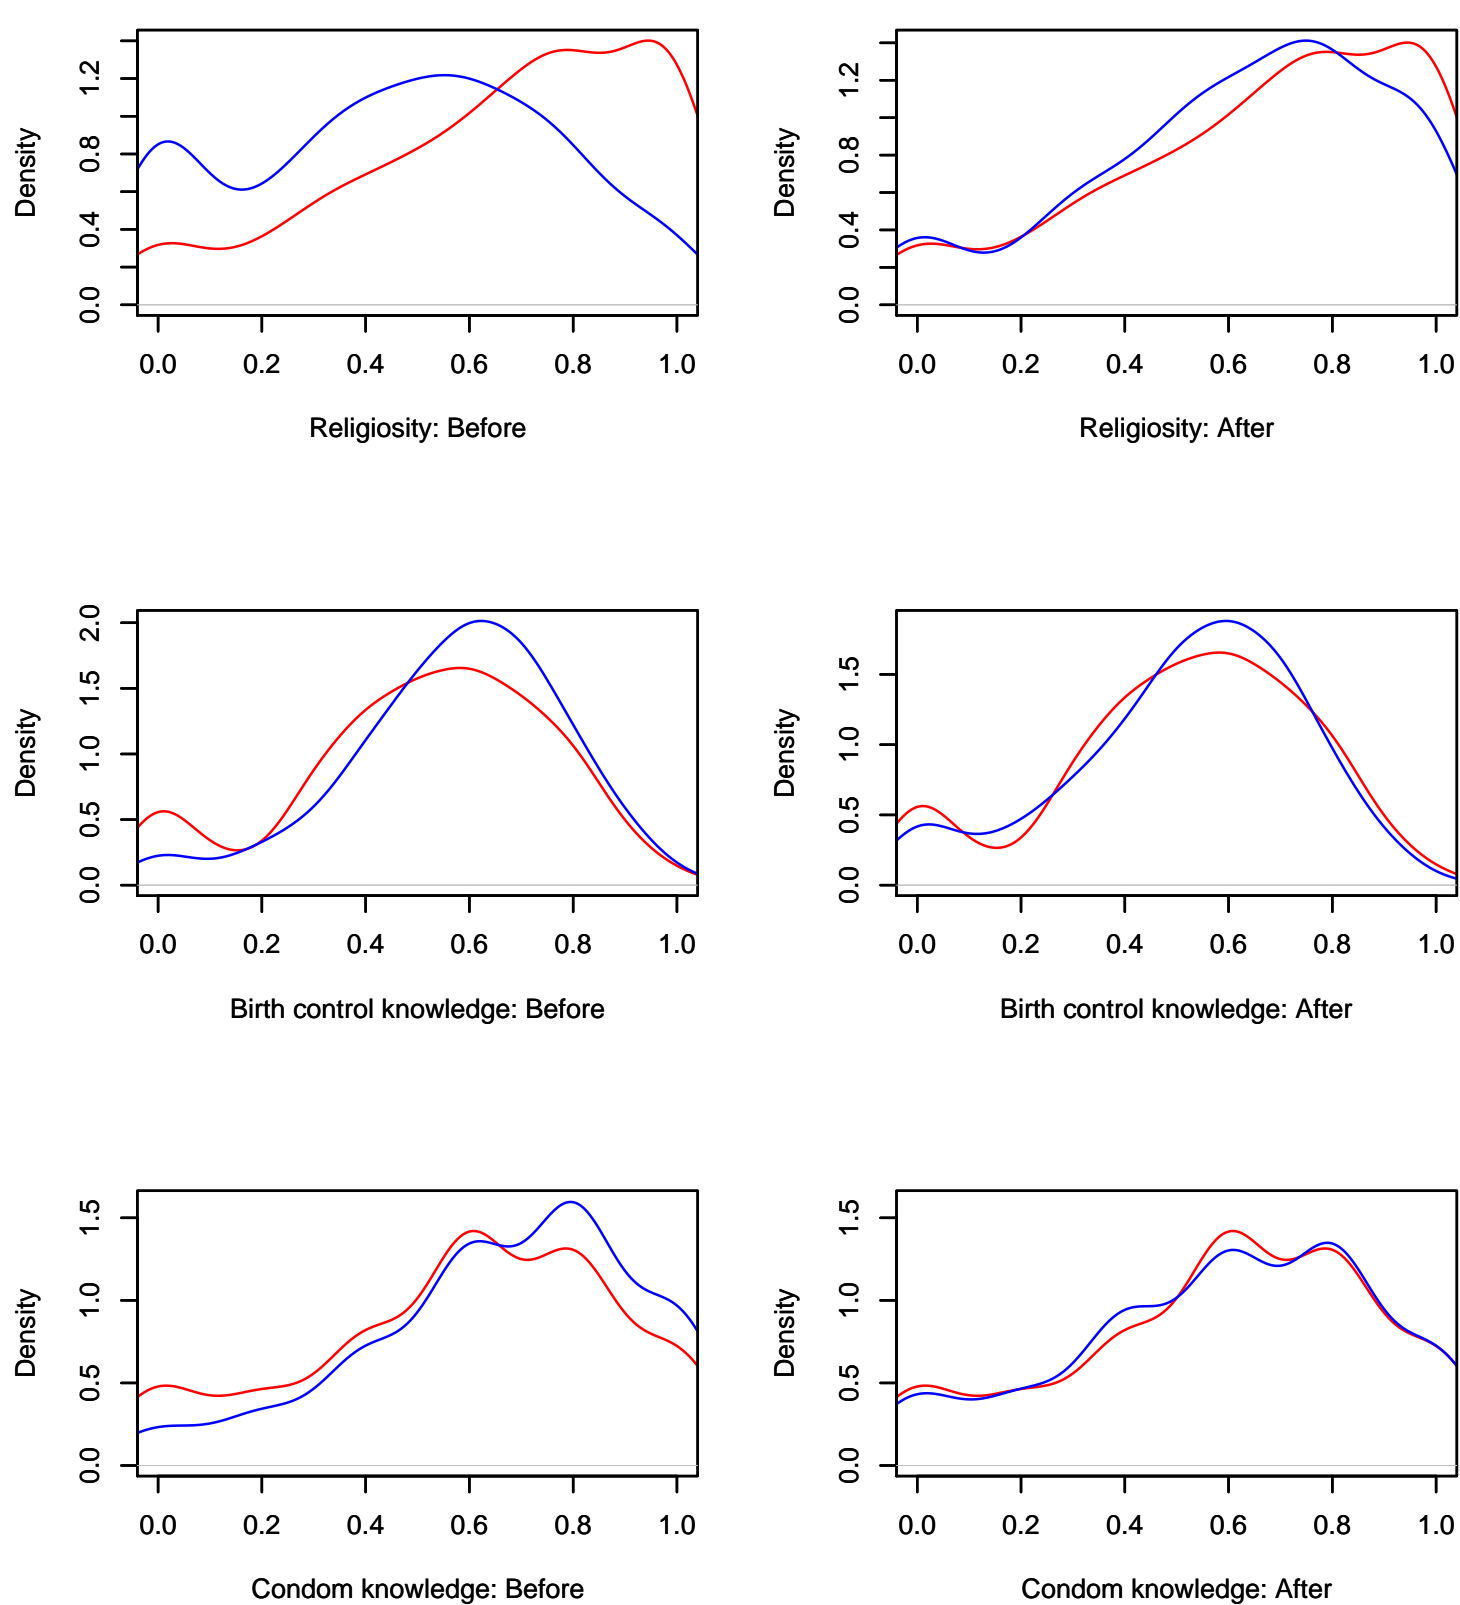 Density
1.2
0.8
0.4
0.0
0.0 0.2 0.4 0.6 0.8 1.0
Religiosity: Before
Density
1.2
0.8
0.4
0.0
0.0 0.2 0.4 0.6 0.8 1.0
Religiosity: After
Density
2.0
1.5
1.0
0.5
0.0
0.0 0.2 0.4 0.6 0.8 1.0
Birth control knowledge: Before
Density
1.5
1.0
0.5
0.0
0.0 0.2 0.4 0.6 0.8 1.0
Birth control knowledge: After
Density
1.5
1.0
0.5
0.0
0.0 0.2 0.4 0.6 0.8 1.0
Condom knowledge: Before
Density
1.5
1.0
0.5
0.0
0.0 0.2 0.4 0.6 0.8 1.0
Condom knowledge: After